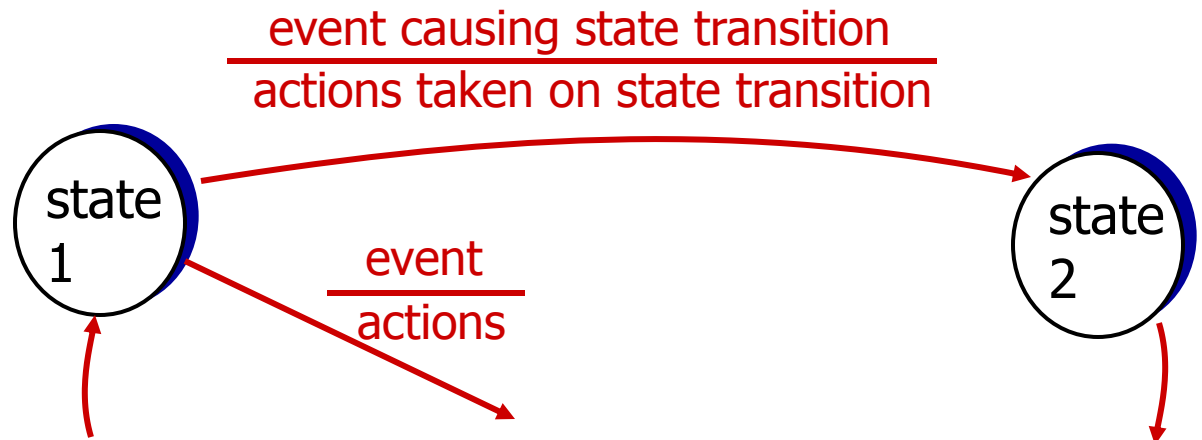 event causing state transition
actions taken on state transition
state
1
state
2
event
actions